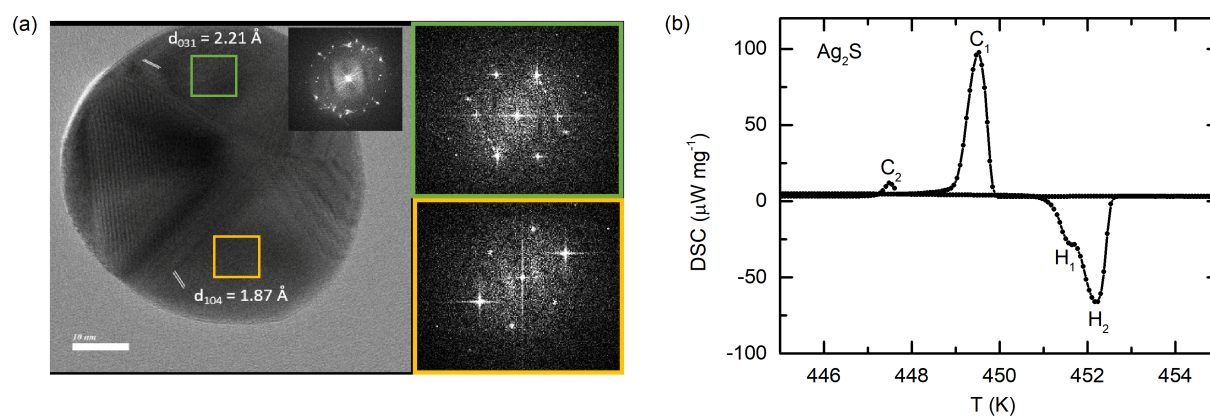 (a)
d₀₃₁ = 2.21 Å
d₁₀₄ = 1.87 Å
10 nm
(b)
Ag₂S
C₁
C₂
H₁
H₂
100
50
0
-50
-100
DSC (μW mg⁻¹)
446 448 450 452 454
T (K)